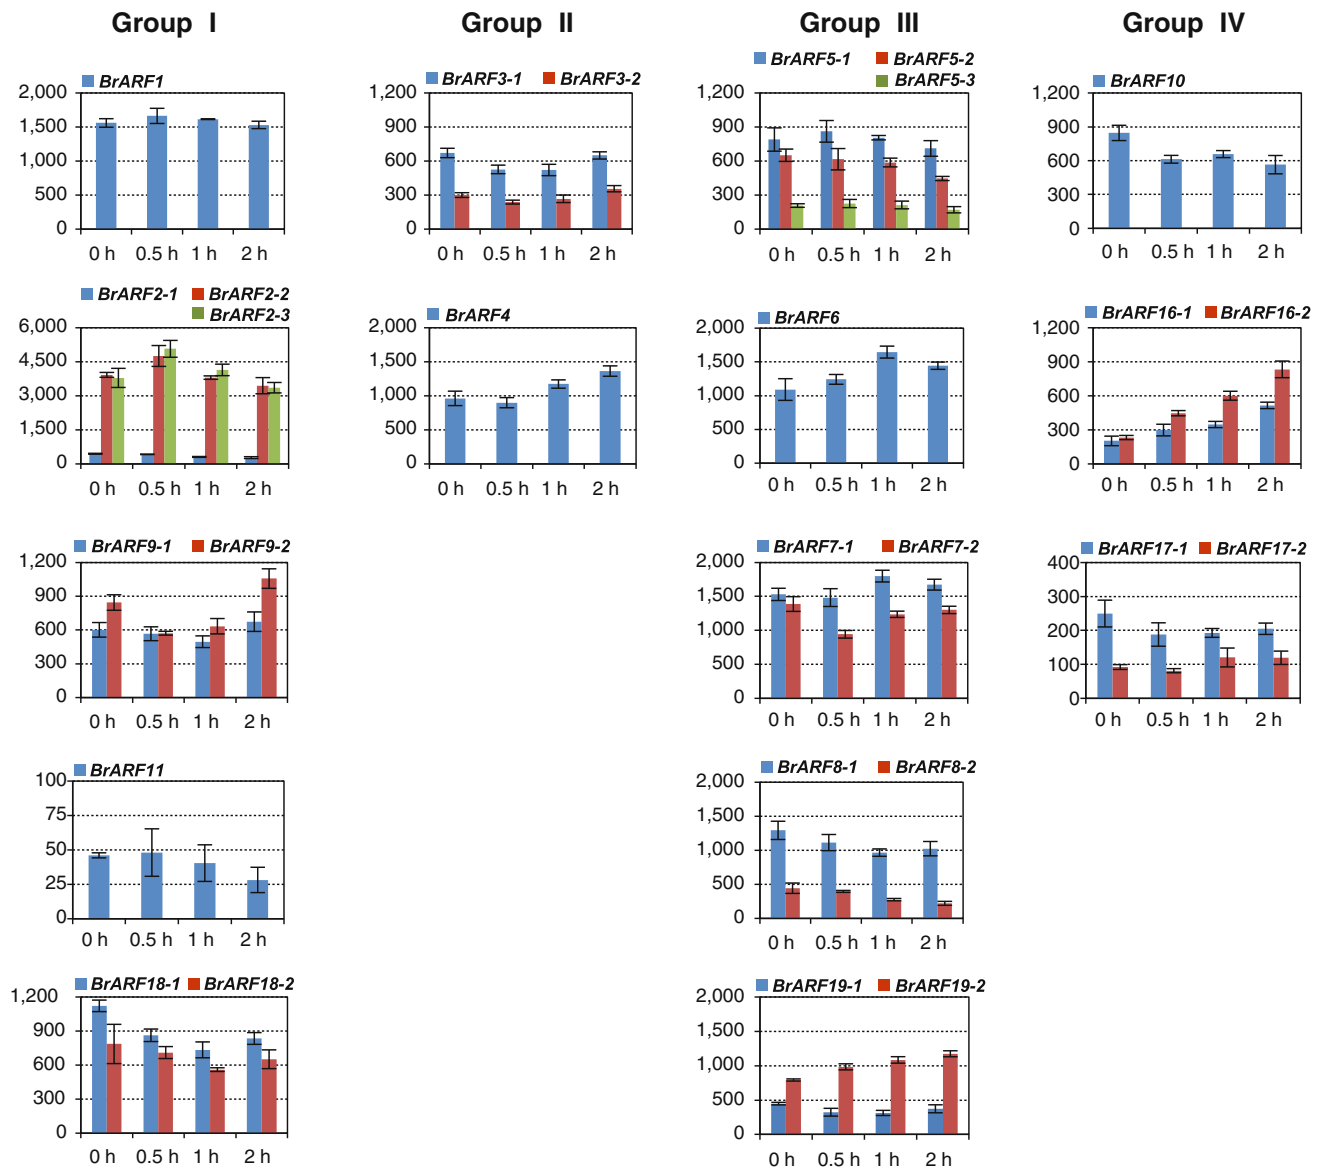 Group I
Group II
Group III
Group IV
BrARF1
2,000
1,500
1,000
500
0
0 h 0.5 h 1 h 2 h
BrARF3-1 BrARF3-2
1,200
900
600
300
0
0 h 0.5 h 1 h 2 h
BrARF5-1 BrARF5-2
BrARF5-3
1,200
900
600
300
0
0 h 0.5 h 1 h 2 h
BrARF10
1,200
900
600
300
0
0 h 0.5 h 1 h 2 h
BrARF2-1 BrARF2-2
BrARF2-3
6,000
4,500
3,000
1,500
0
0 h 0.5 h 1 h 2 h
BrARF4
2,000
1,500
1,000
500
0
0 h 0.5 h 1 h 2 h
BrARF6
2,000
1,500
1,000
500
0
0 h 0.5 h 1 h 2 h
BrARF16-1 BrARF16-2
1,200
900
600
300
0
0 h 0.5 h 1 h 2 h
BrARF9-1 BrARF9-2
1,200
900
600
300
0
0 h 0.5 h 1 h 2 h
BrARF7-1 BrARF7-2
2,000
1,500
1,000
500
0
0 h 0.5 h 1 h 2 h
BrARF17-1 BrARF17-2
400
300
200
100
0
0 h 0.5 h 1 h 2 h
BrARF11
100
75
50
25
0
0 h 0.5 h 1 h 2 h
BrARF8-1 BrARF8-2
2,000
1,500
1,000
500
0
0 h 0.5 h 1 h 2 h
BrARF18-1 BrARF18-2
1,200
900
600
300
0
0 h 0.5 h 1 h 2 h
BrARF19-1 BrARF19-2
2,000
1,500
1,000
500
0
0 h 0.5 h 1 h 2 h